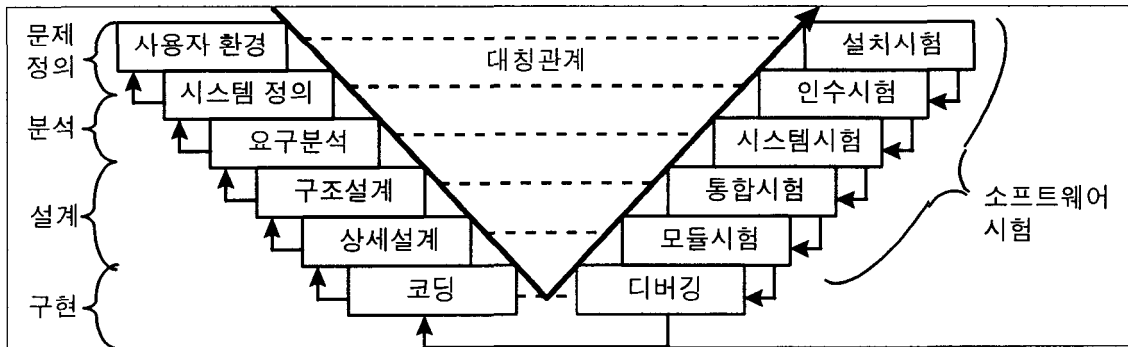 문제
정의
사용자 환경
대칭관계
설치시험
시스템 정의
인수시험
분석
요구분석
시스템시험
구조설계
통합시험
설계
소프트웨어
시험
상세설계
모듈시험
구현
코딩
디버깅